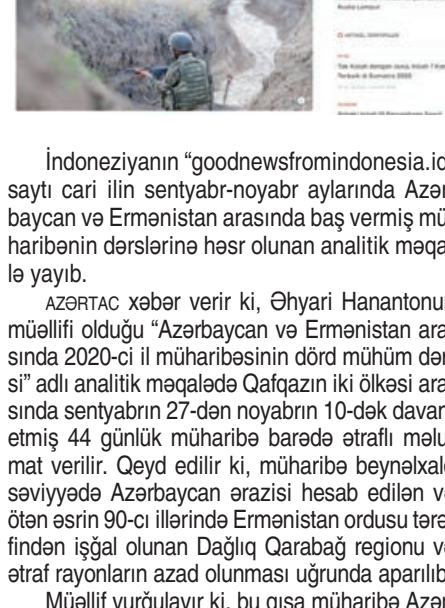 Kuala Lumpur
İndoneziyanın “goodnewsfromindonesia.id
saytı cari ilin sentyabr-noyabr aylarında Azər
baycan və Ermənistan arasında baş vermiş mü
haribənin dərslərinə həsr olunan analitik məqa
lə yayıb.
AZƏRTAC xəbər verir ki, Əhyari Hanantonun
müəllifi olduğu “Azərbaycan və Ermənistan ara
sında 2020-ci il müharibəsinin dörd mühüm dər
si” adlı analitik məqalədə Qafqazın iki ölkəsi ara
sında sentyabrın 27-dən noyabrın 10-dək davam
etmiş 44 günlük müharibə barədə ətraflı məlu
mat verilir. Qeyd edilir ki, müharibə beynəlxalq
səviyyədə Azərbaycan ərazisi hesab edilən və
ötən əsrin 90-cı illərində Ermənistan ordusu tərə
findən işğal olunan Dağlıq Qarabağ regionu və
ətraf rayonların azad olunması uğrunda aparılıb.
Müəllif vurğulayır ki, bu qısa müharibə Azər